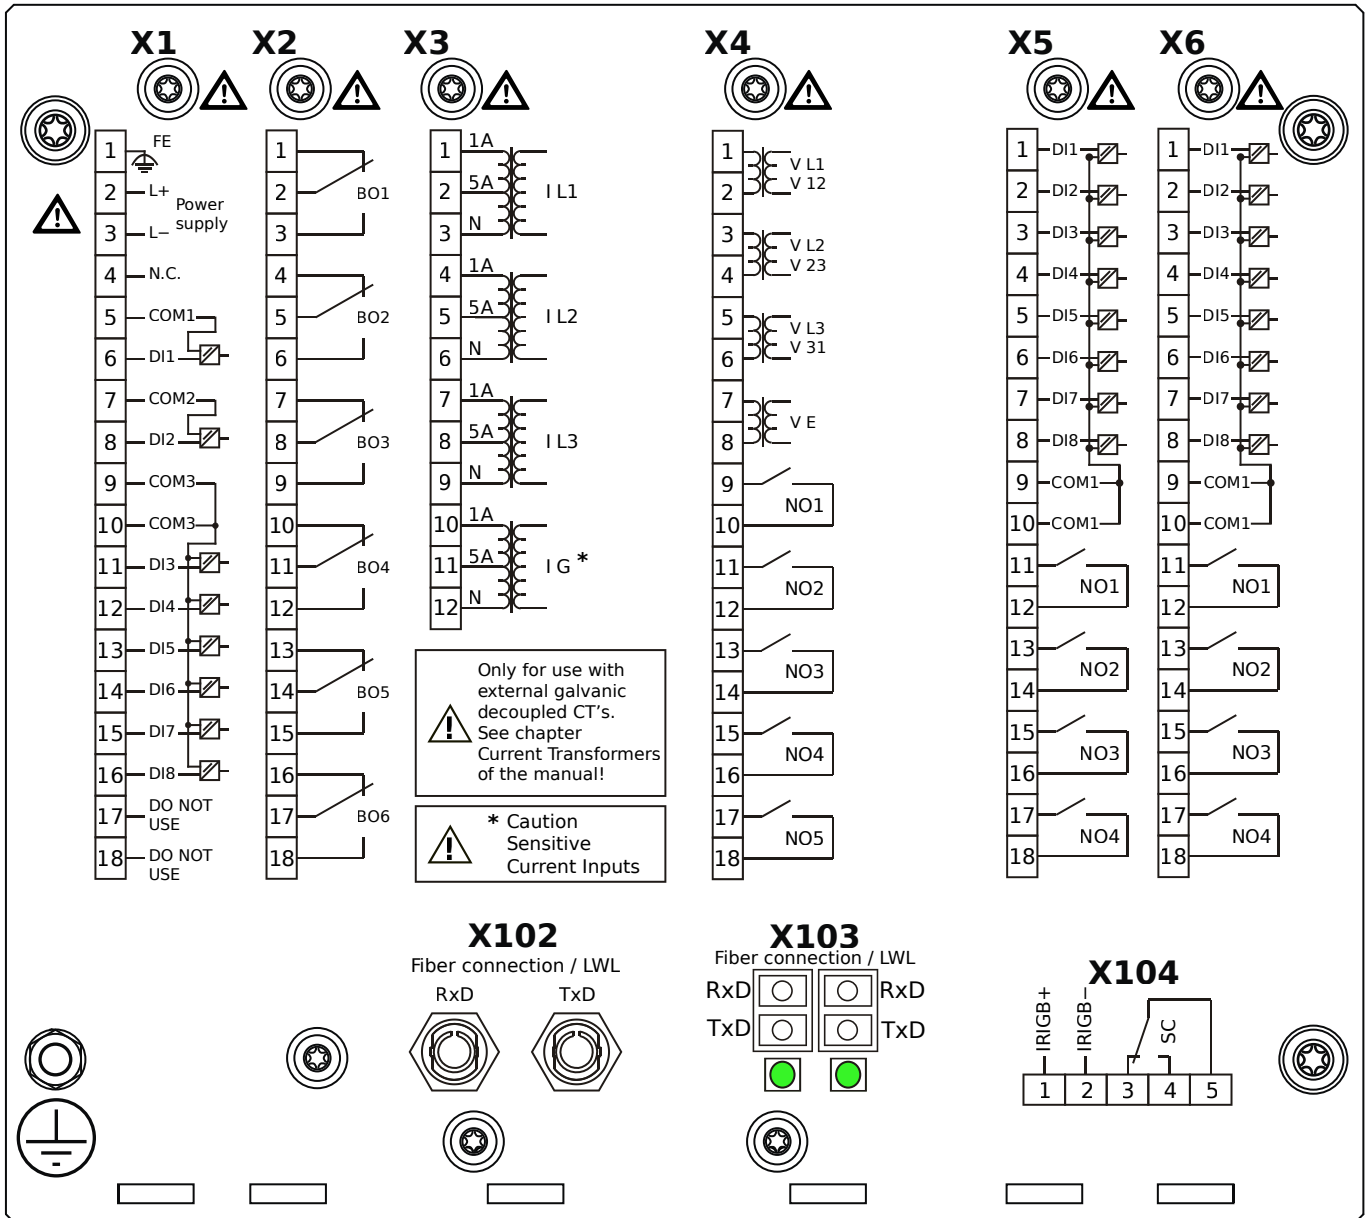 X1 X2 X3 X4 X5 X6
1 FE
2 L+
Power
supply
3 L−
4 N.C.
5 COM1
6 DI1
7 COM2
8 DI2
9 COM3
10 COM3
11 DI3
12 DI4
13 DI5
14 DI6
15 DI7
16 DI8
17 DO NOT
USE
18 DO NOT
USE
1
2 BO1
3
4
5 BO2
6
7
8 BO3
9
10
11 BO4
12
13
14 BO5
15
16
17 BO6
18
1 1A
2 5A I L1
3 N
4 1A
5 5A I L2
6 N
7 1A
8 5A I L3
9 N
10 1A
11 5A I G *
12 N
Only for use with
external galvanic
decoupled CT's.
See chapter
Current Transformers
of the manual!
* Caution
Sensitive
Current Inputs
1 V L1
2 V 12
3 V L2
4 V 23
5 V L3
6 V 31
7
V E
8
9
NO1
10
11
NO2
12
13
NO3
14
15
NO4
16
17
NO5
18
1 DI1
2 DI2
3 DI3
4 DI4
5 DI5
6 DI6
7 DI7
8 DI8
9 COM1
10 COM1
11
NO1
12
13
NO2
14
15
NO3
16
17
NO4
18
1 DI1
2 DI2
3 DI3
4 DI4
5 DI5
6 DI6
7 DI7
8 DI8
9 COM1
10 COM1
11
NO1
12
13
NO2
14
15
NO3
16
17
NO4
18
X102
Fiber connection / LWL
RxD TxD
X103
Fiber connection / LWL
RxD RxD
TxD TxD
X104
IRIGB+
IRIGB−
SC
1 2 3 4 5